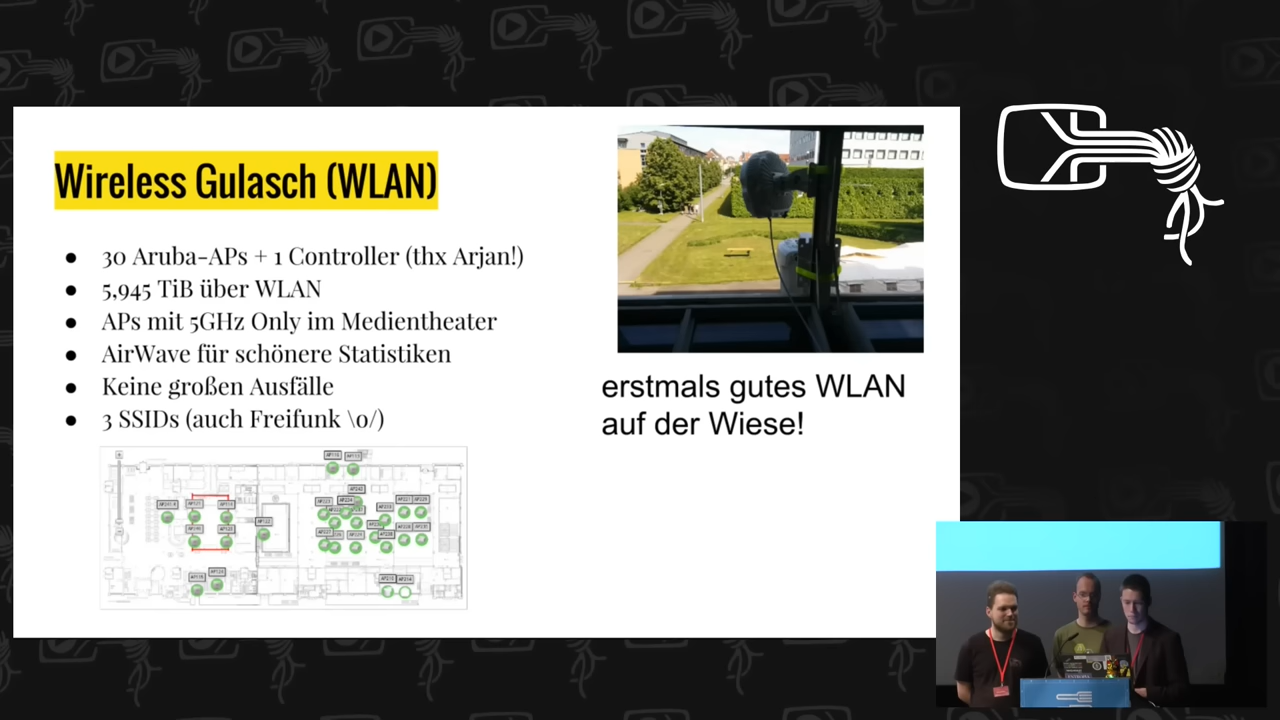 Wireless Gulasch (WLAN)
● 30 Aruba-APs + 1 Controller (thx Arjan!)
● 5,945 TiB über WLAN
● APs mit 5GHz Only im Medientheater
● AirWave für schönere Statistiken
● Keine großen Ausfälle
● 3 SSIDs (auch Freifunk \o/)
erstmals gutes WLAN
auf der Wiese!